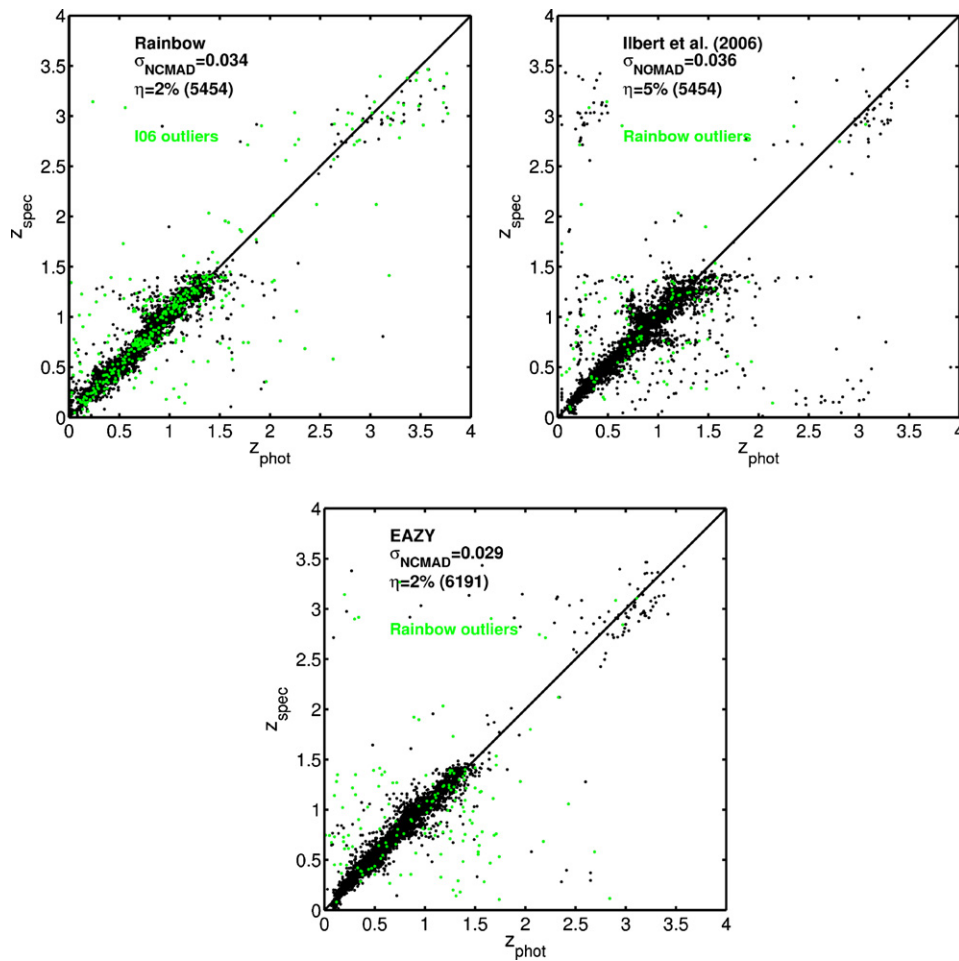 Rainbow
σNCMAD=0.034
η=2% (5454)
I06 outliers
4
3.5
3
2.5
2
1.5
1
0.5
0
0 0.5 1 1.5 2 2.5 3 3.5 4
zspec
zphot
Ilbert et al. (2006)
σNOMAD=0.036
η=5% (5454)
Rainbow outliers
4
3.5
3
2.5
2
1.5
1
0.5
0
0 0.5 1 1.5 2 2.5 3 3.5 4
zspec
zphot
EAZY
σNCMAD=0.029
η=2% (6191)
Rainbow outliers
4
3.5
3
2.5
2
1.5
1
0.5
0
0 0.5 1 1.5 2 2.5 3 3.5 4
zspec
zphot